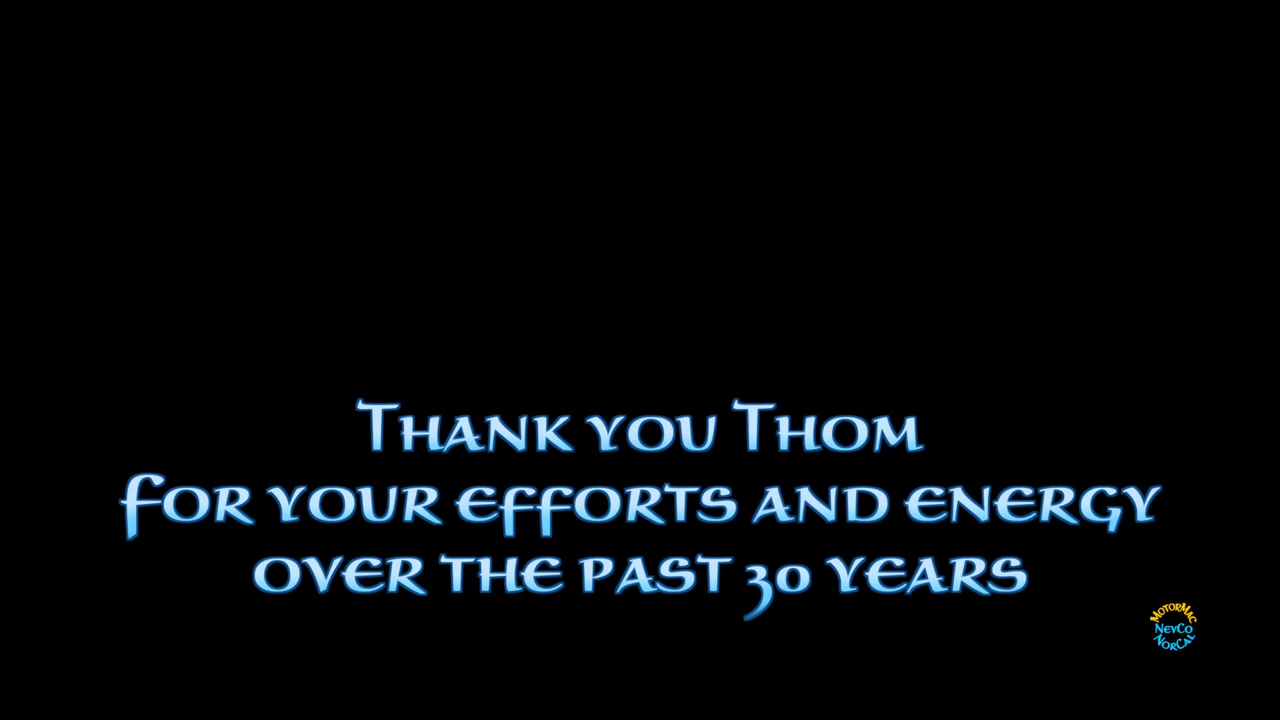 Thank you Thom
for your efforts and energy
over the past 30 years
MotorMac
NevCo
NorCal